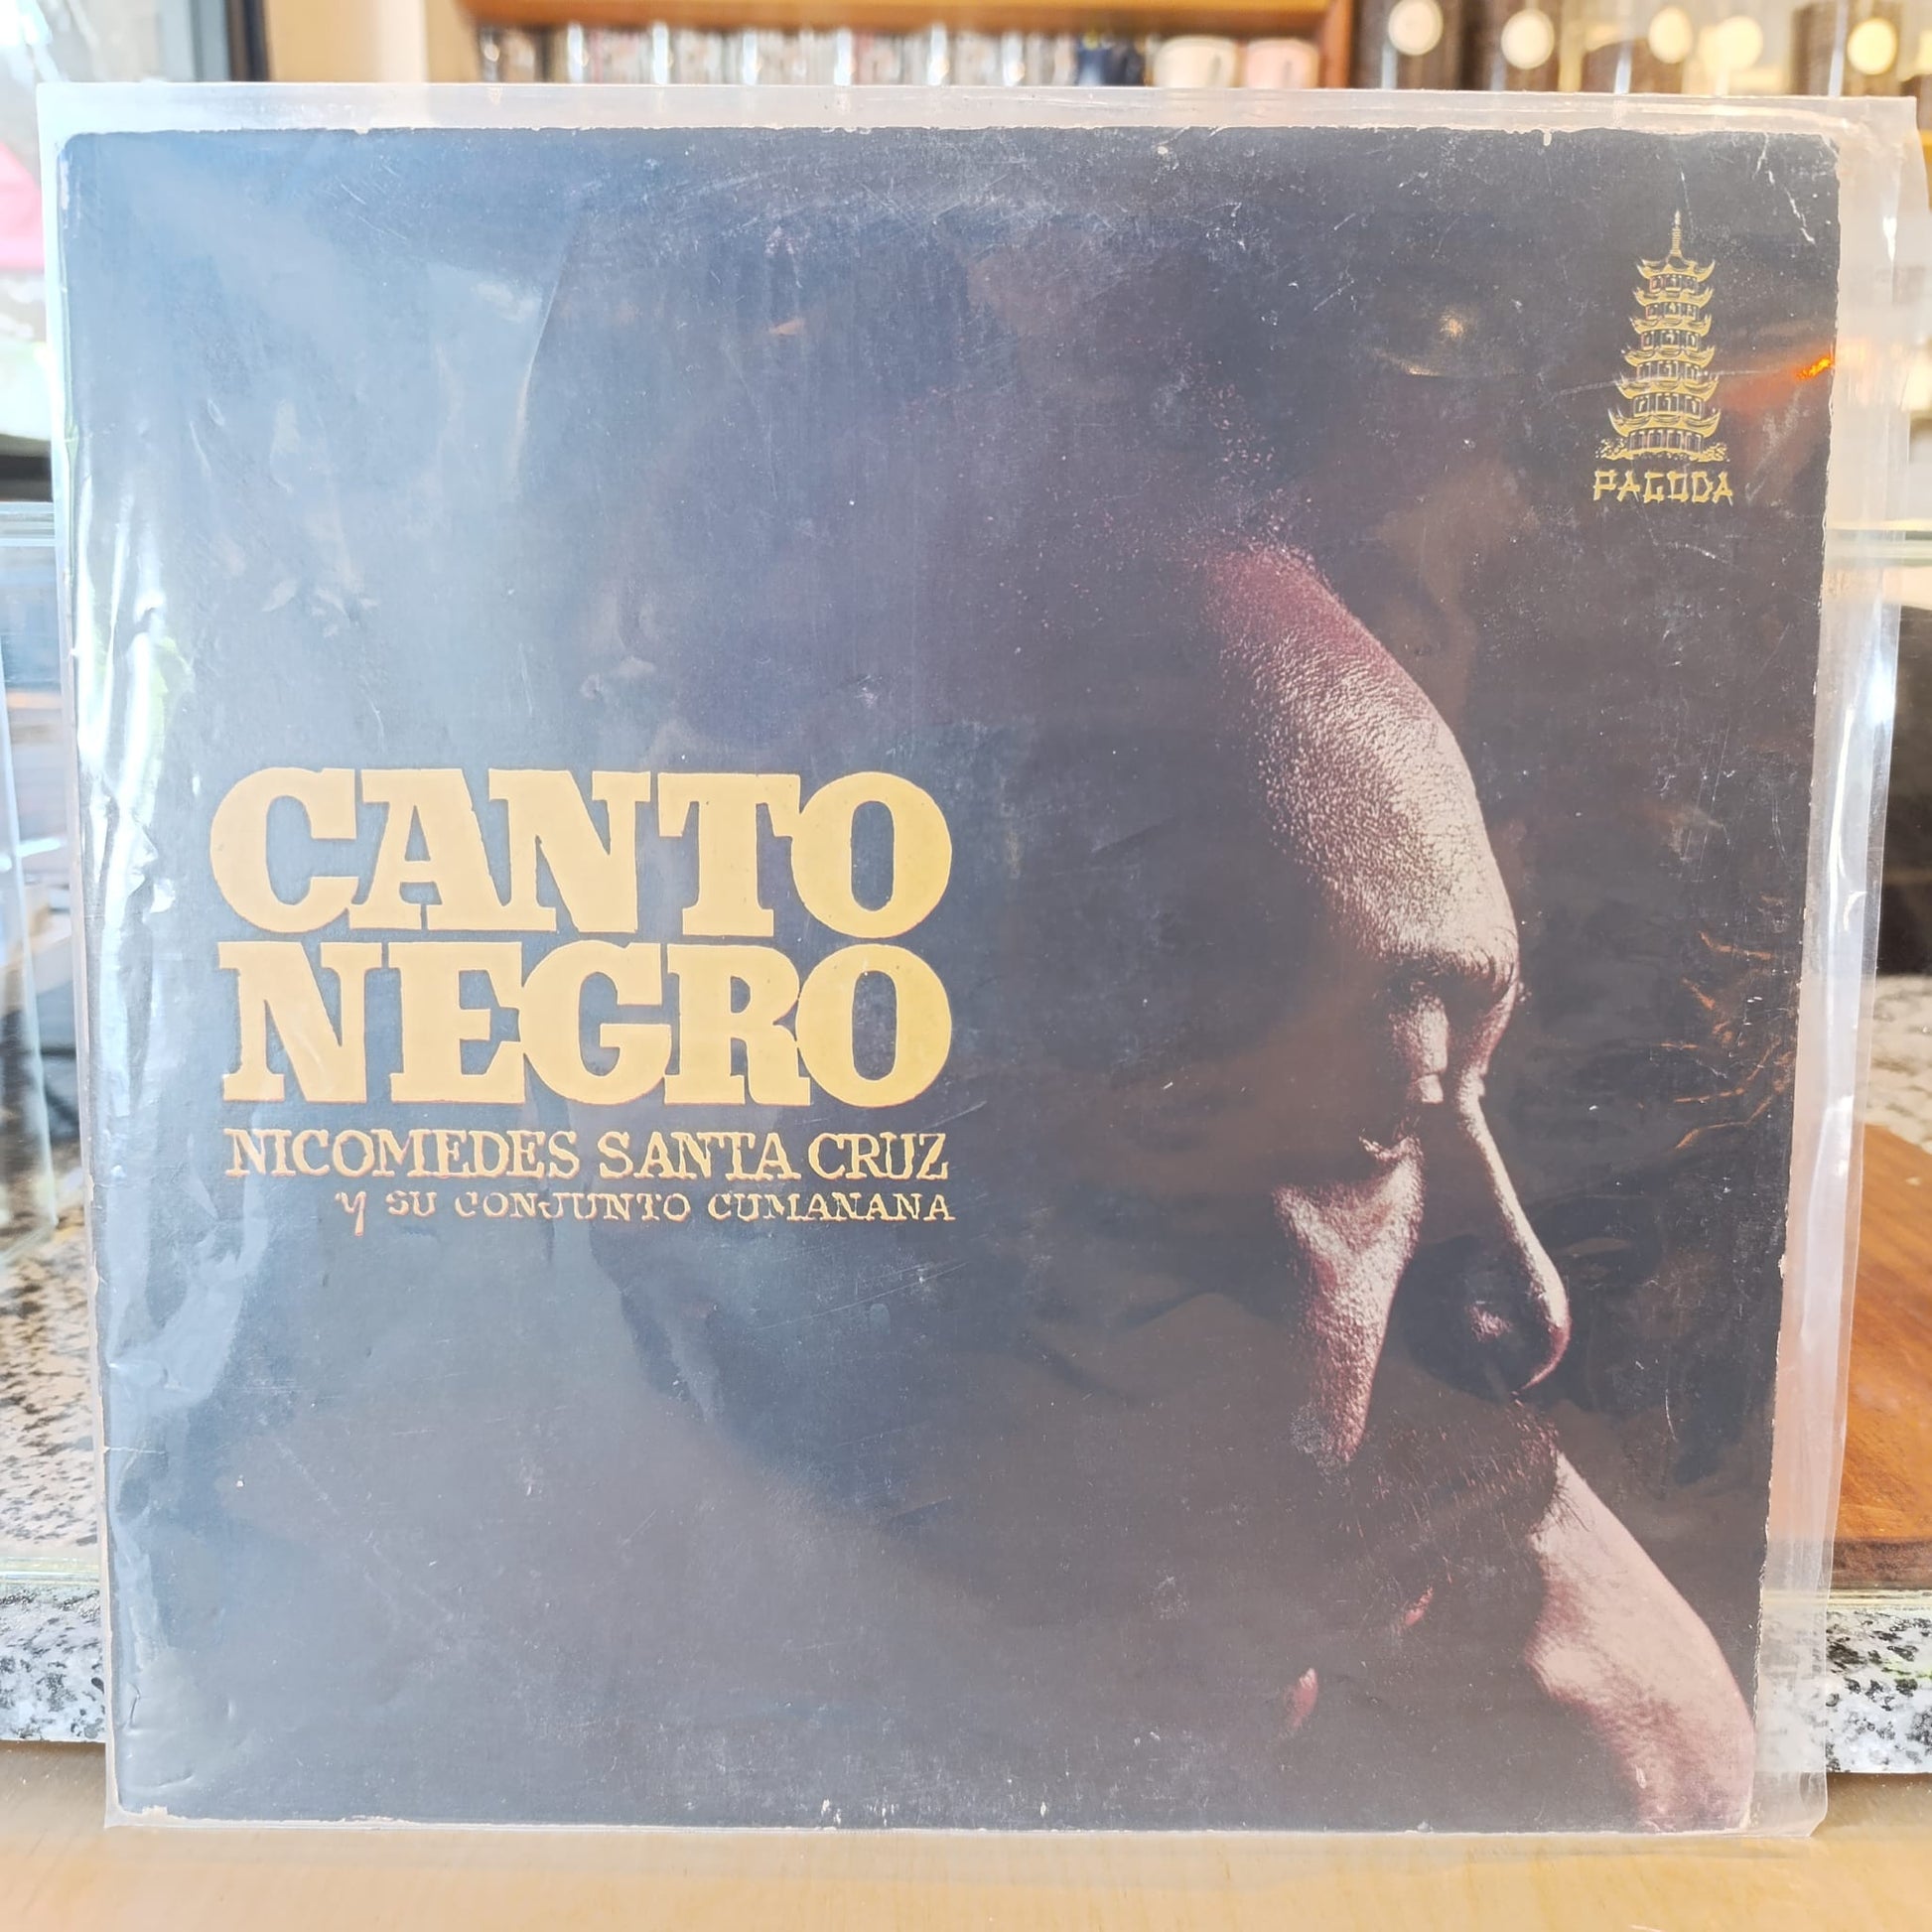 PAGODA
CANTO
NEGRO
NICOMEDES SANTA CRUZ
Y SU CONJUNTO CUMANANA